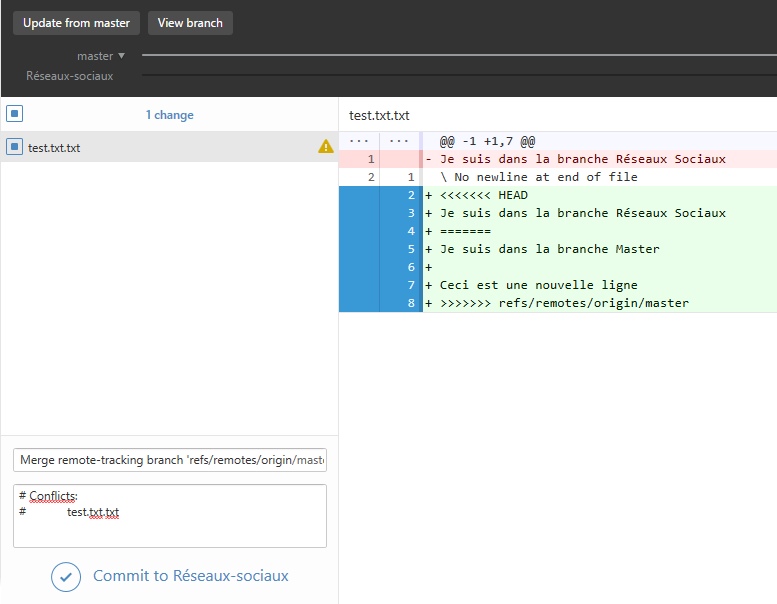 Update from master View branch
master
Réseaux-sociaux
1 change
test.txt.txt
test.txt.txt
... ... @@ -1 +1,7 @@
1 - Je suis dans la branche Réseaux Sociaux
2 1 \ No newline at end of file
2 + <<<<<<< HEAD
3 + Je suis dans la branche Réseaux Sociaux
4 + =======
5 + Je suis dans la branche Master
6 +
7 + Ceci est une nouvelle ligne
8 + >>>>>>> refs/remotes/origin/master
Merge remote-tracking branch 'refs/remotes/origin/mast
# Conflicts:
# test.txt.txt
Commit to Réseaux-sociaux